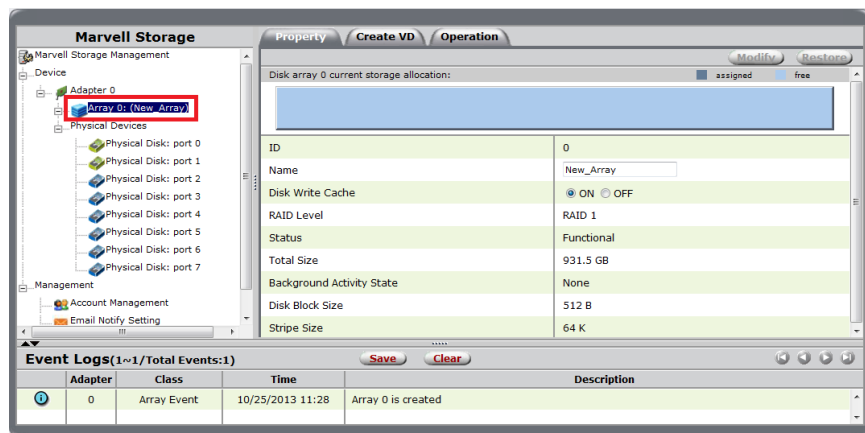 Marvell Storage
Marvell Storage Management
Device
Adapter 0
Array 0: (New_Array)
Physical Devices
Physical Disk: port 0
Physical Disk: port 1
Physical Disk: port 2
Physical Disk: port 3
Physical Disk: port 4
Physical Disk: port 5
Physical Disk: port 6
Physical Disk: port 7
Management
Account Management
Email Notify Setting
Property Create VD Operation
Modify Restore
Disk array 0 current storage allocation: assigned free
ID 0
Name New_Array
Disk Write Cache ON OFF
RAID Level RAID 1
Status Functional
Total Size 931.5 GB
Background Activity State None
Disk Block Size 512 B
Stripe Size 64 K
Event Logs(1~1/Total Events:1) Save Clear
Adapter Class Time Description
0 Array Event 10/25/2013 11:28 Array 0 is created